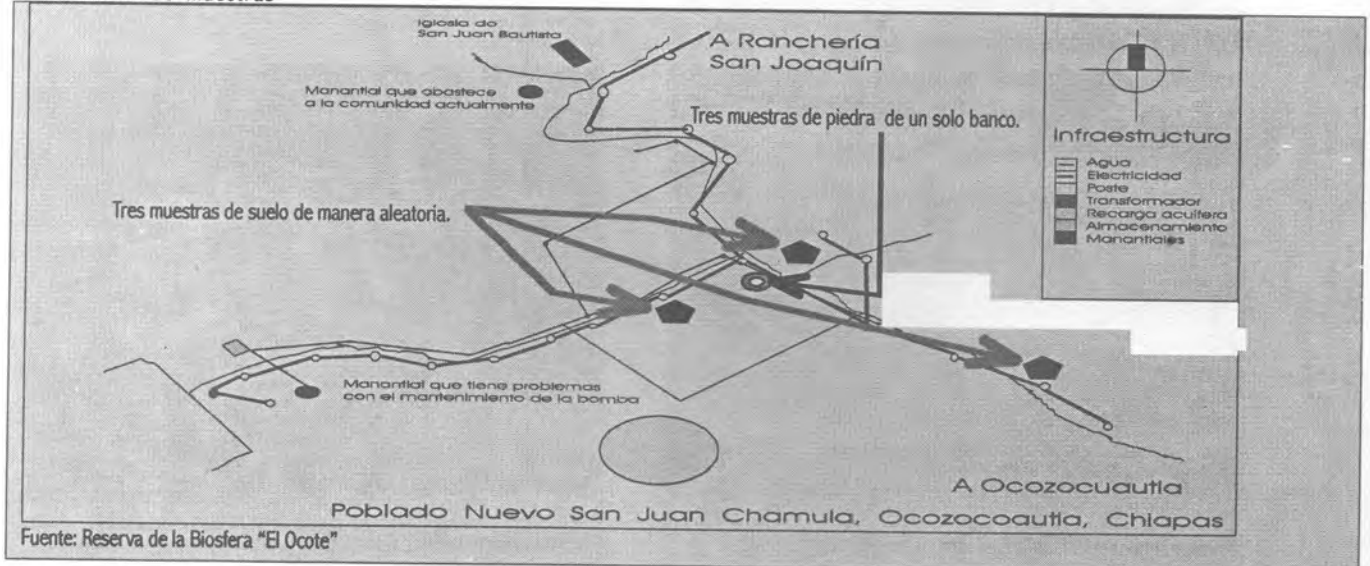 Iglesia do
San Juan Bautista
A Ranchería
San Joaquín
Manantial que abastece
a la comunidad actualmente
Tres muestras de piedra de un solo banco.
Infraestructura
Agua
Electricidad
Poste
Transformador
Recarga acuífera
Almacenamiento
Manantiales
Tres muestras de suelo de manera aleatoria.
Manantial que tiene problemas
con el mantenimiento de la bomba
A Ocozocuautla
Poblado Nuevo San Juan Chamula, Ocozocoautla, Chiapas
Fuente: Reserva de la Biosfera "El Ocote"